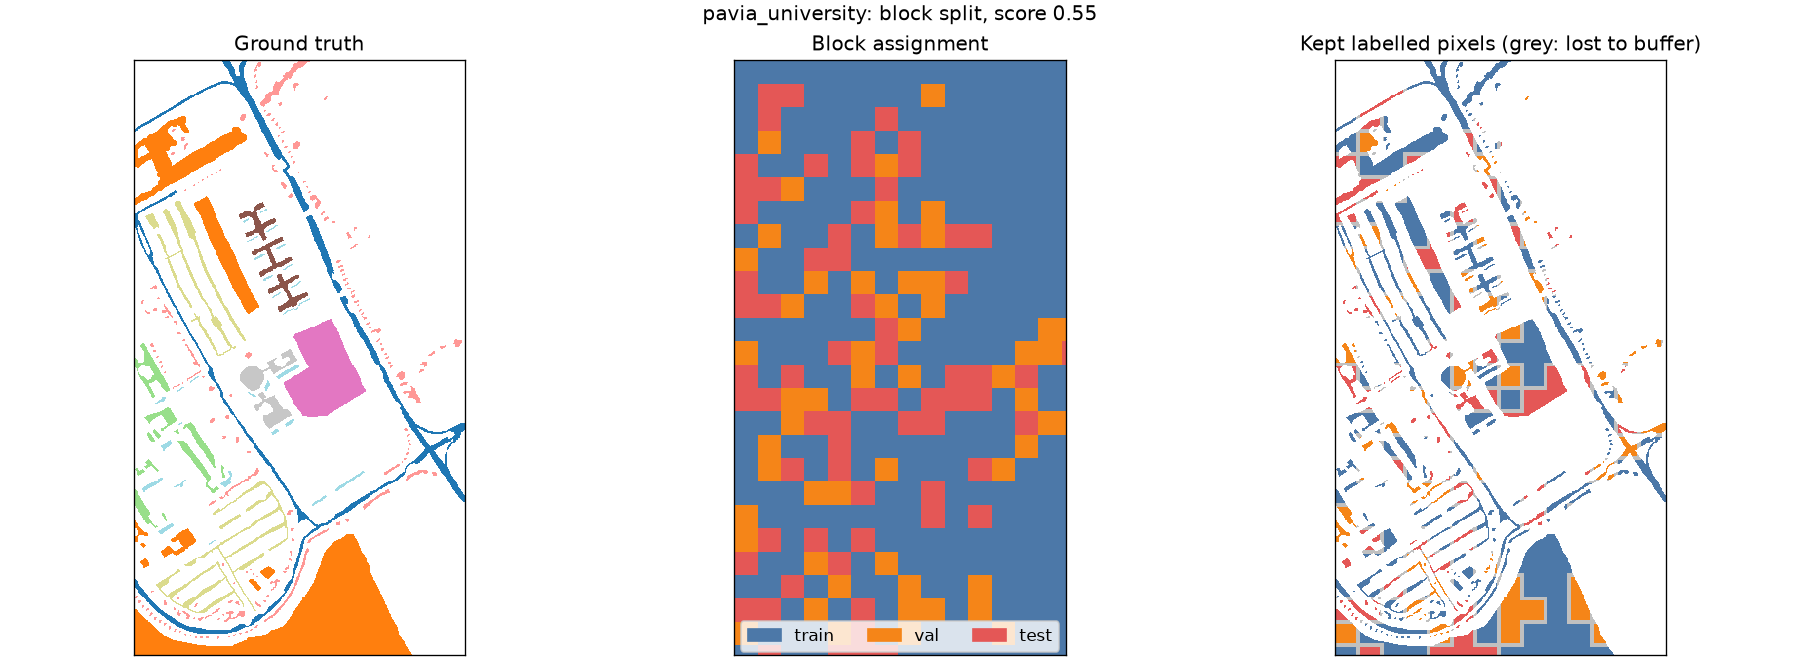 pavia_university: block split, score 0.55
Ground truth
Block assignment
Kept labelled pixels (grey: lost to buffer)
train
val
test